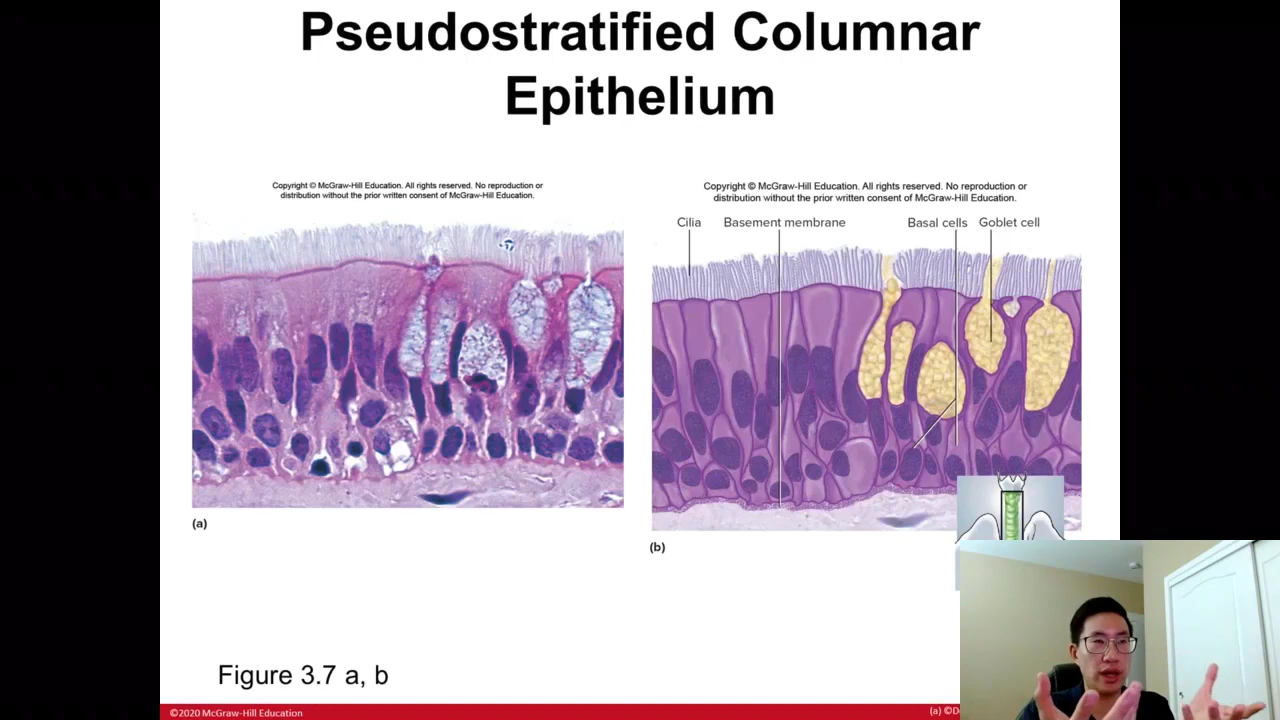 Pseudostratified Columnar
Epithelium
Copyright © McGraw-Hill Education. All rights reserved. No reproduction or
distribution without the prior written consent of McGraw-Hill Education.
Copyright © McGraw-Hill Education. All rights reserved. No reproduction or
distribution without the prior written consent of McGraw-Hill Education.
Cilia Basement membrane Basal cells Goblet cell
(a)
(b)
Figure 3.7 a, b
©2020 McGraw-Hill Education
(a) ©